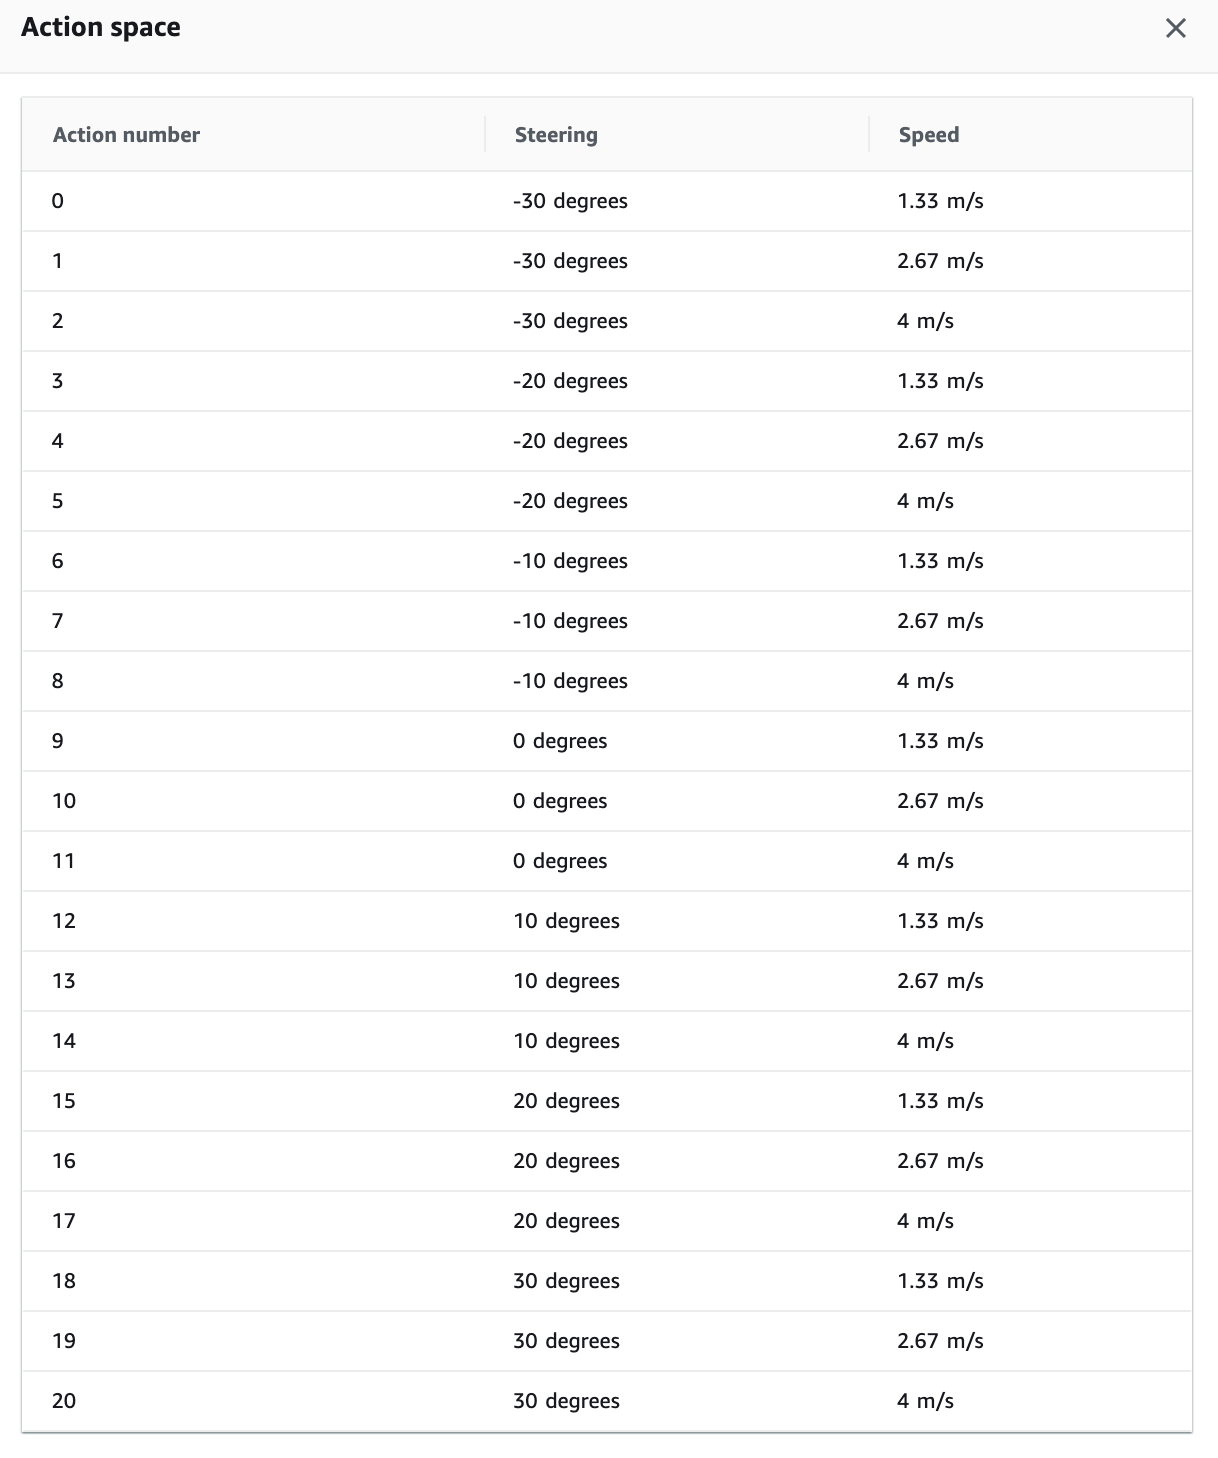 Action space
Action number Steering Speed
0 -30 degrees 1.33 m/s
1 -30 degrees 2.67 m/s
2 -30 degrees 4 m/s
3 -20 degrees 1.33 m/s
4 -20 degrees 2.67 m/s
5 -20 degrees 4 m/s
6 -10 degrees 1.33 m/s
7 -10 degrees 2.67 m/s
8 -10 degrees 4 m/s
9 0 degrees 1.33 m/s
10 0 degrees 2.67 m/s
11 0 degrees 4 m/s
12 10 degrees 1.33 m/s
13 10 degrees 2.67 m/s
14 10 degrees 4 m/s
15 20 degrees 1.33 m/s
16 20 degrees 2.67 m/s
17 20 degrees 4 m/s
18 30 degrees 1.33 m/s
19 30 degrees 2.67 m/s
20 30 degrees 4 m/s